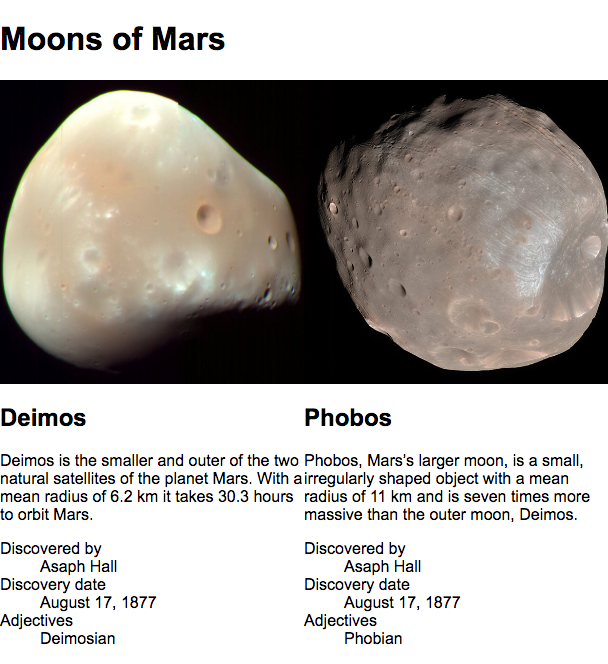 Moons of Mars
Deimos
Deimos is the smaller and outer of the two
natural satellites of the planet Mars. With a
mean radius of 6.2 km it takes 30.3 hours
to orbit Mars.
Discovered by
Asaph Hall
Discovery date
August 17, 1877
Adjectives
Deimosian
Phobos
Phobos, Mars’s larger moon, is a small,
irregularly shaped object with a mean
radius of 11 km and is seven times more
massive than the outer moon, Deimos.
Discovered by
Asaph Hall
Discovery date
August 17, 1877
Adjectives
Phobian